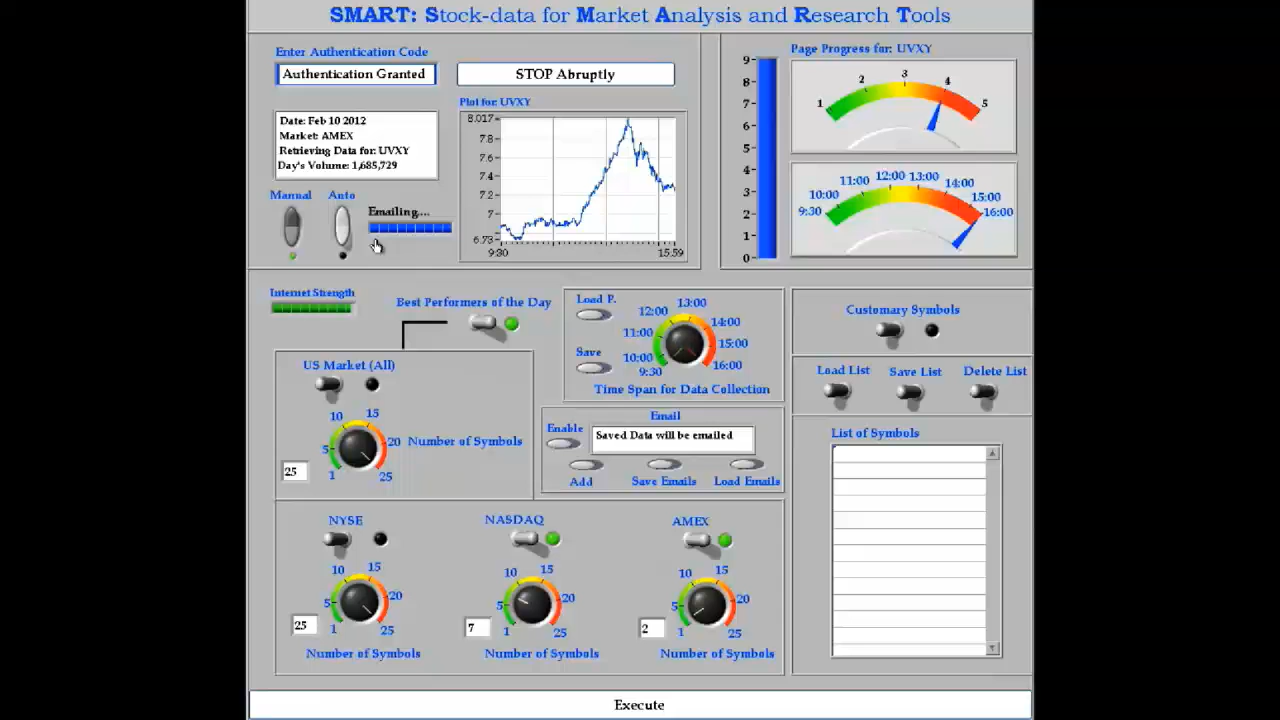 SMART: Stock-data for Market Analysis and Research Tools
Enter Authentication Code
Authentication Granted
STOP Abruptly
Date: Feb 10 2012
Market: AMEX
Retrieving Data for: UVXY
Day's Volume: 1,685,729
Manual Auto
Emailing....
Plot for: UVXY
8.017
7.8
7.6
7.4
7.2
7
6.73
9:30 15.59
9
8
7
6
5
4
3
2
1
0
Page Progress for: UVXY
1 2 3 4 5
9:30 10:00 11:00 12:00 13:00 14:00 15:00 16:00
Internet Strength
Best Performers of the Day
US Market (All)
1 5 10 15 20 25
Number of Symbols
25
Load P.
Save
9:30 10:00 11:00 12:00 13:00 14:00 15:00 16:00
Time Span for Data Collection
Email
Enable
Saved Data will be emailed
Add Save Emails Load Emails
Customary Symbols
Load List Save List Delete List
List of Symbols
NYSE
1 5 10 15 20 25
25
Number of Symbols
NASDAQ
1 5 10 15 20 25
7
Number of Symbols
AMEX
1 5 10 15 20 25
2
Number of Symbols
Execute